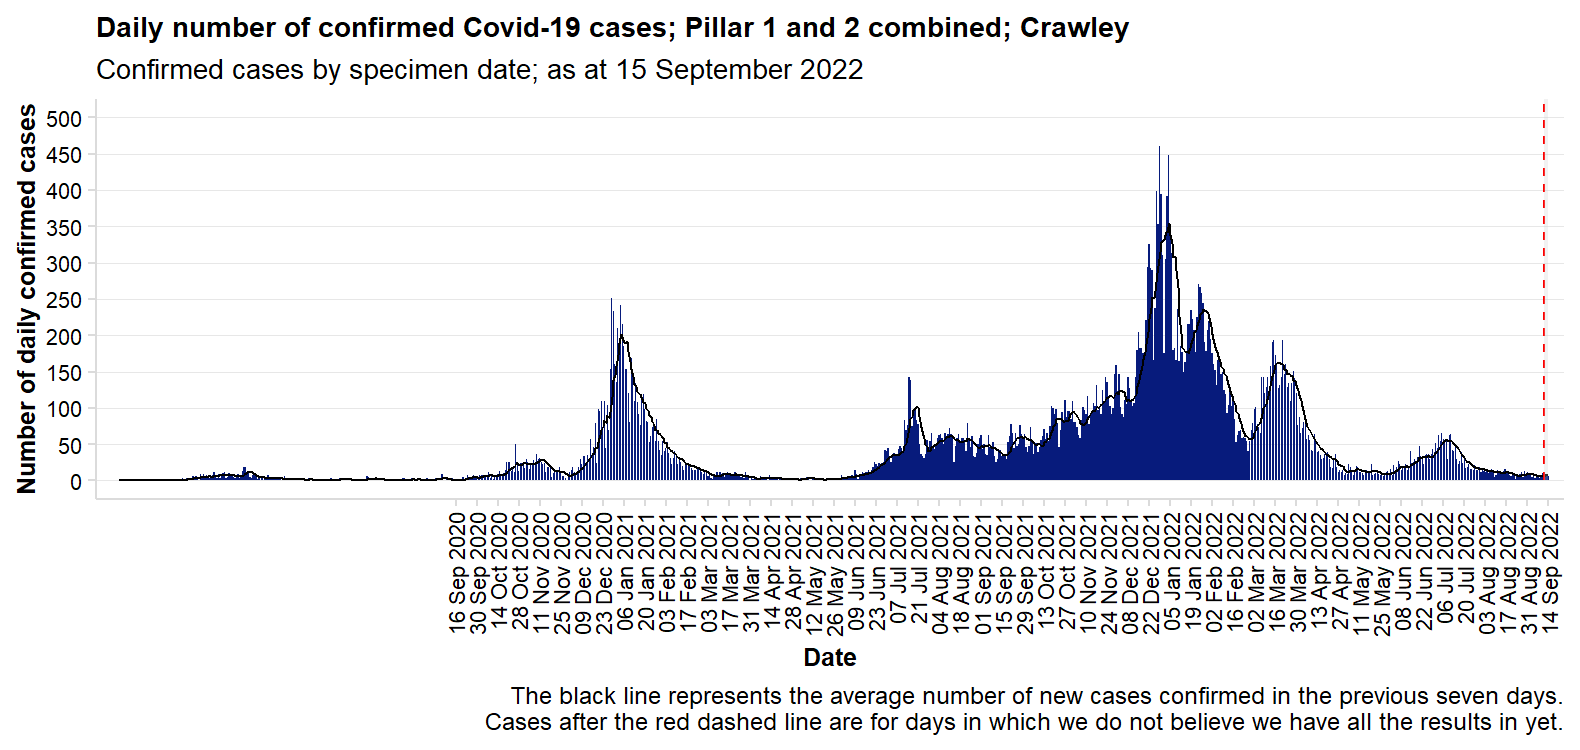 Daily number of confirmed Covid-19 cases; Pillar 1 and 2 combined; Crawley
Confirmed cases by specimen date; as at 15 September 2022
Number of daily confirmed cases
500
450
400
350
300
250
200
150
100
50
0
16 Sep 2020
30 Sep 2020
14 Oct 2020
28 Oct 2020
11 Nov 2020
25 Nov 2020
09 Dec 2020
23 Dec 2020
06 Jan 2021
20 Jan 2021
03 Feb 2021
17 Feb 2021
03 Mar 2021
17 Mar 2021
31 Mar 2021
14 Apr 2021
28 Apr 2021
12 May 2021
26 May 2021
09 Jun 2021
23 Jun 2021
07 Jul 2021
21 Jul 2021
04 Aug 2021
18 Aug 2021
01 Sep 2021
15 Sep 2021
29 Sep 2021
13 Oct 2021
27 Oct 2021
10 Nov 2021
24 Nov 2021
08 Dec 2021
22 Dec 2021
05 Jan 2022
19 Jan 2022
02 Feb 2022
16 Feb 2022
02 Mar 2022
16 Mar 2022
30 Mar 2022
13 Apr 2022
27 Apr 2022
11 May 2022
25 May 2022
08 Jun 2022
22 Jun 2022
06 Jul 2022
20 Jul 2022
03 Aug 2022
17 Aug 2022
31 Aug 2022
14 Sep 2022
Date
The black line represents the average number of new cases confirmed in the previous seven days.
Cases after the red dashed line are for days in which we do not believe we have all the results in yet.